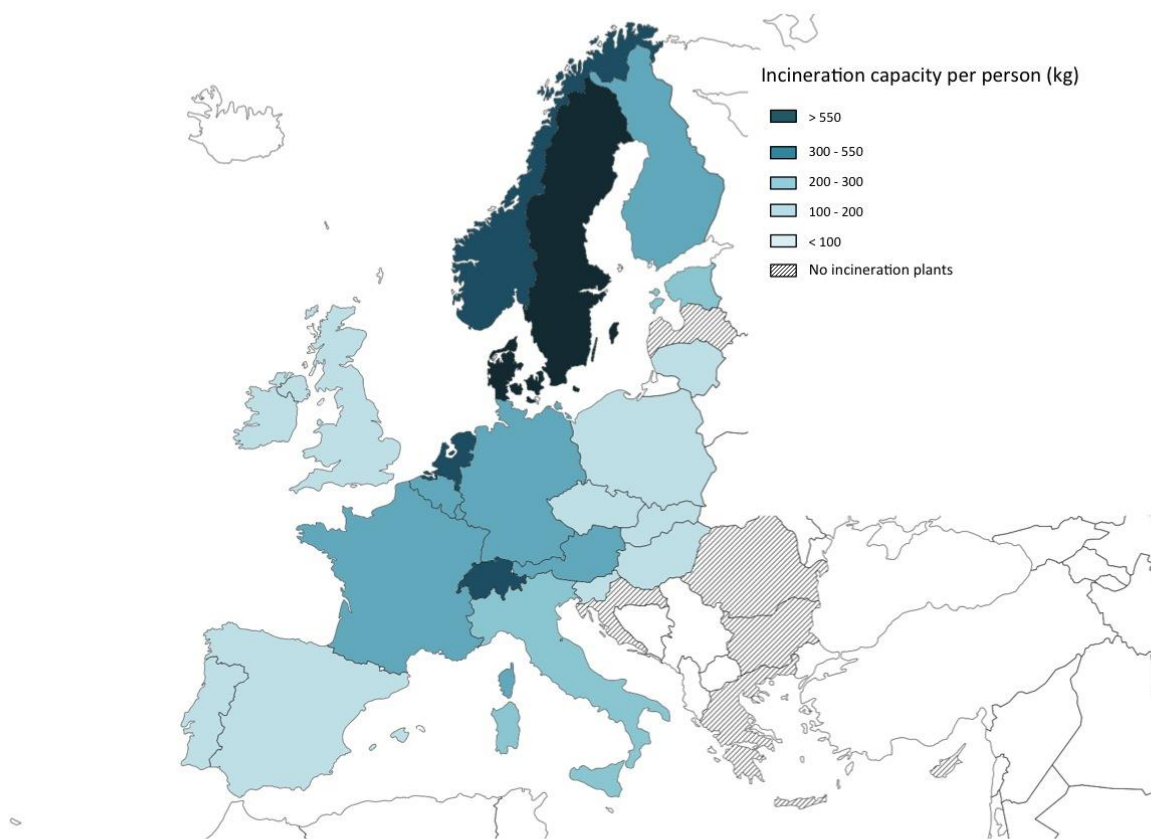 Incineration capacity per person (kg)
> 550
300 - 550
200 - 300
100 - 200
< 100
No incineration plants